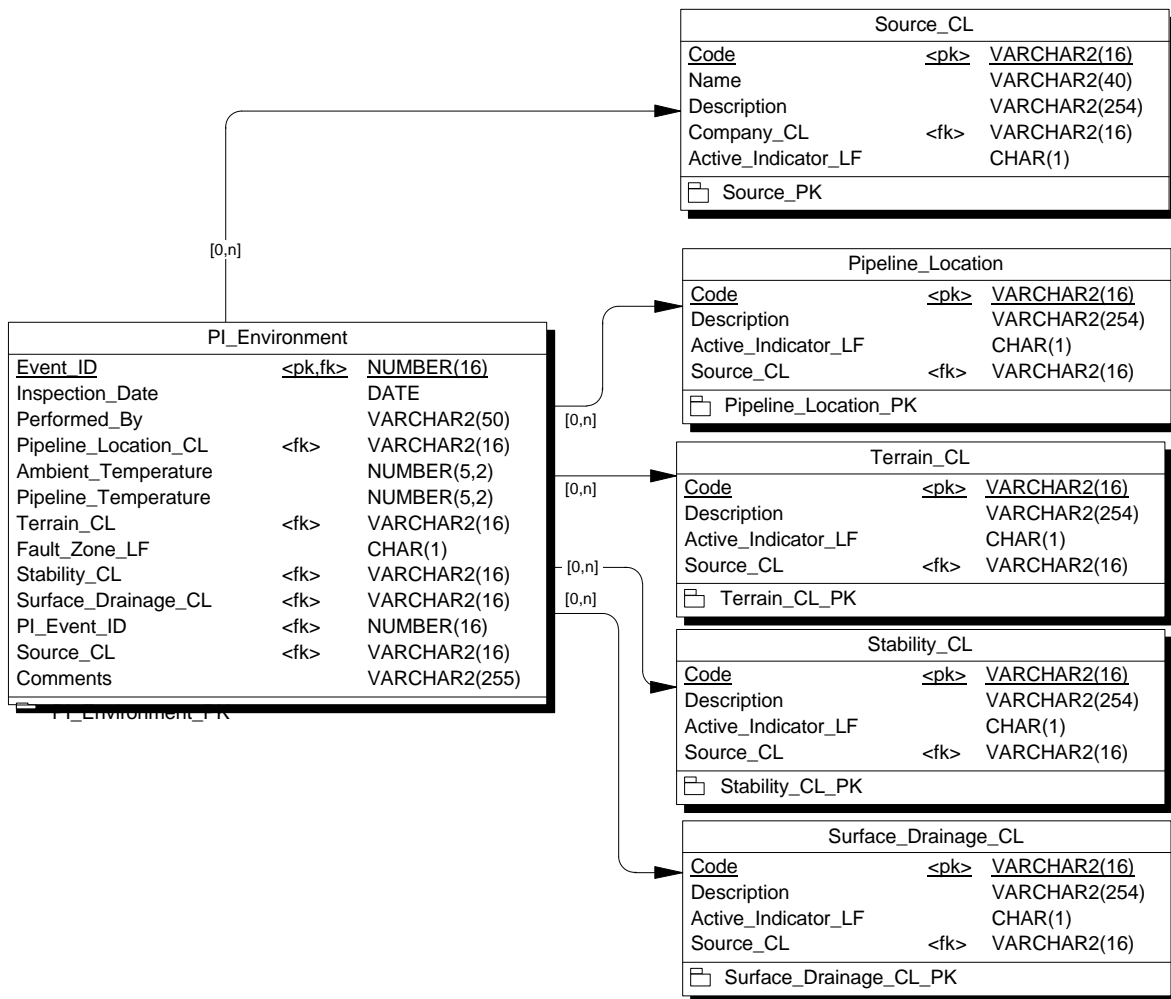 Source_CL
Code <pk> VARCHAR2(16)
Name VARCHAR2(40)
Description VARCHAR2(254)
Company_CL <fk> VARCHAR2(16)
Active_Indicator_LF CHAR(1)
Source_PK
[0,n]
Pipeline_Location
Code <pk> VARCHAR2(16)
Description VARCHAR2(254)
Active_Indicator_LF CHAR(1)
Source_CL <fk> VARCHAR2(16)
Pipeline_Location_PK
PI_Environment
Event_ID <pk,fk> NUMBER(16)
Inspection_Date DATE
Performed_By VARCHAR2(50)
Pipeline_Location_CL <fk> VARCHAR2(16)
Ambient_Temperature NUMBER(5,2)
Pipeline_Temperature NUMBER(5,2)
Terrain_CL <fk> VARCHAR2(16)
Fault_Zone_LF CHAR(1)
Stability_CL <fk> VARCHAR2(16)
Surface_Drainage_CL <fk> VARCHAR2(16)
PI_Event_ID <fk> NUMBER(16)
Source_CL <fk> VARCHAR2(16)
Comments VARCHAR2(255)
PI_Environment_PK
[0,n]
[0,n]
[0,n]
[0,n]
Terrain_CL
Code <pk> VARCHAR2(16)
Description VARCHAR2(254)
Active_Indicator_LF CHAR(1)
Source_CL <fk> VARCHAR2(16)
Terrain_CL_PK
Stability_CL
Code <pk> VARCHAR2(16)
Description VARCHAR2(254)
Active_Indicator_LF CHAR(1)
Source_CL <fk> VARCHAR2(16)
Stability_CL_PK
Surface_Drainage_CL
Code <pk> VARCHAR2(16)
Description VARCHAR2(254)
Active_Indicator_LF CHAR(1)
Source_CL <fk> VARCHAR2(16)
Surface_Drainage_CL_PK